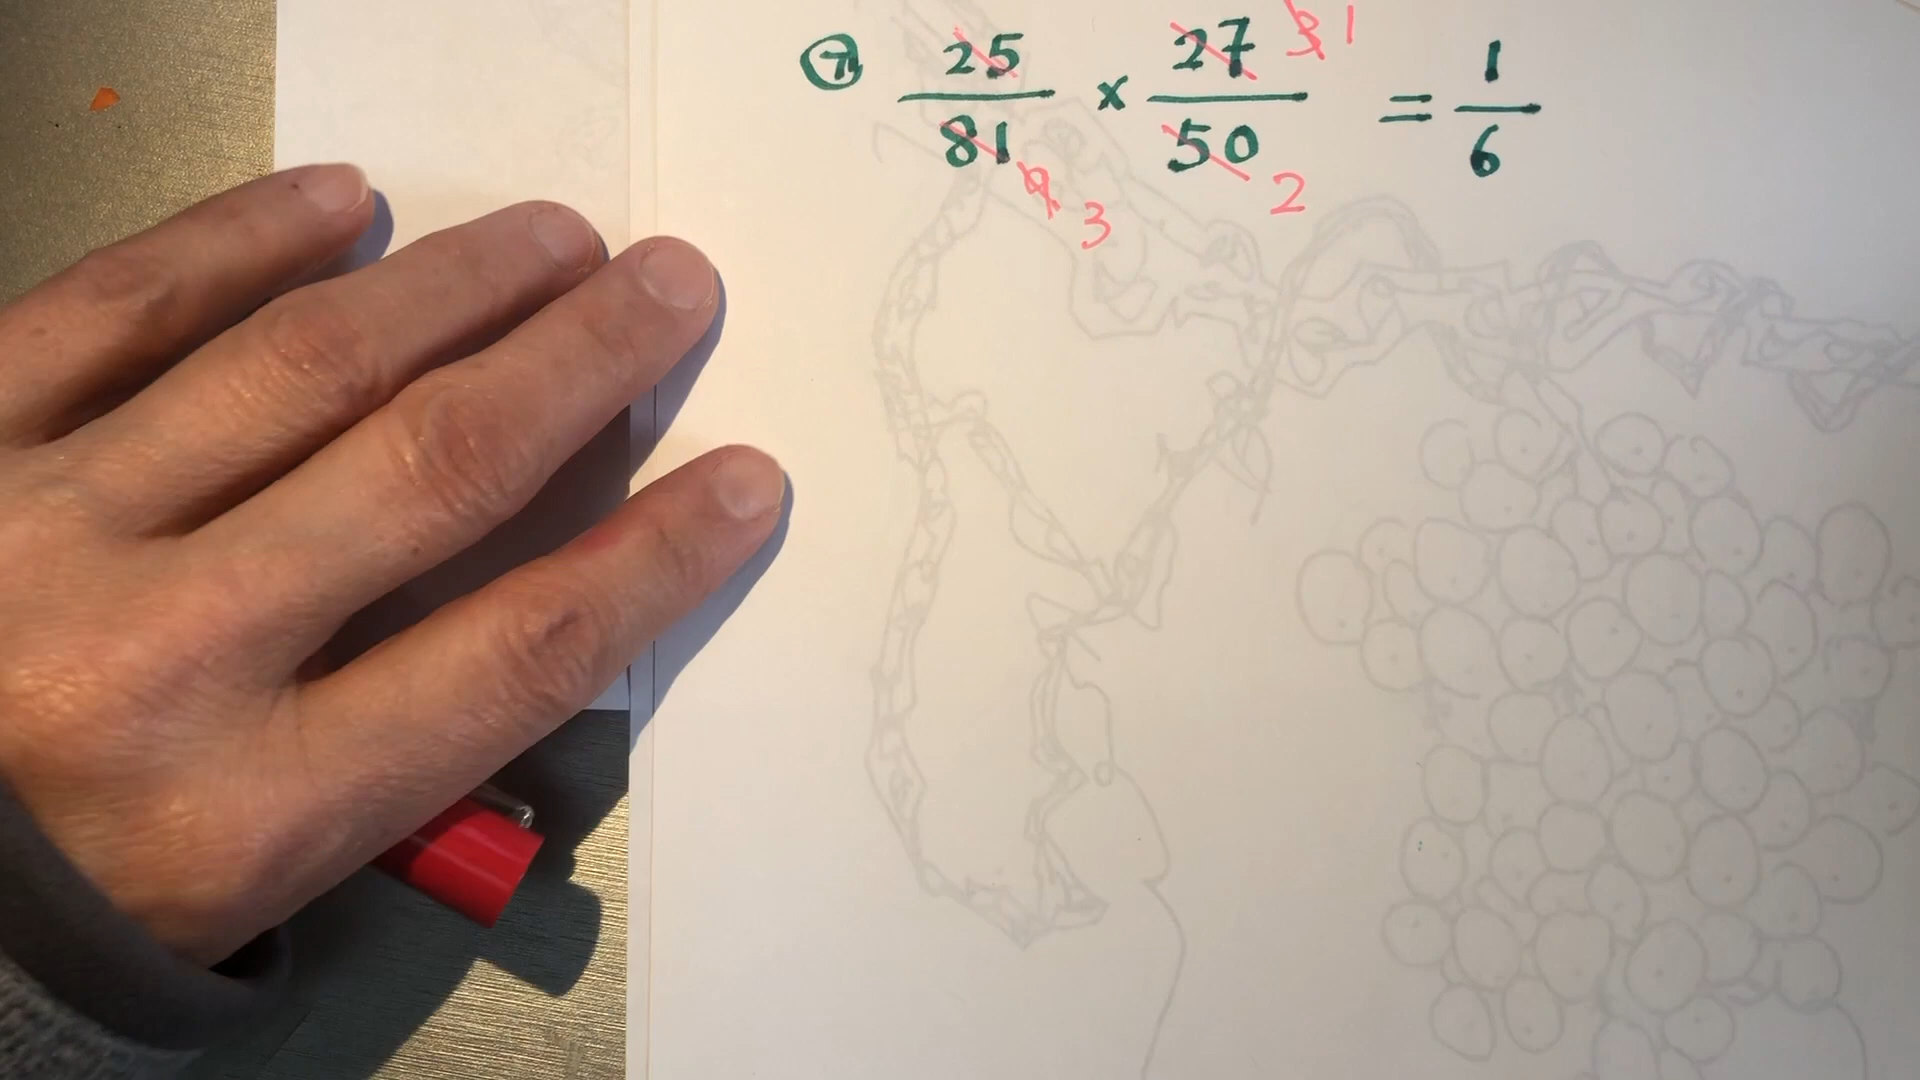 ⑦ 25/81 × 27/50 = 1/6
3 1
9 3 2